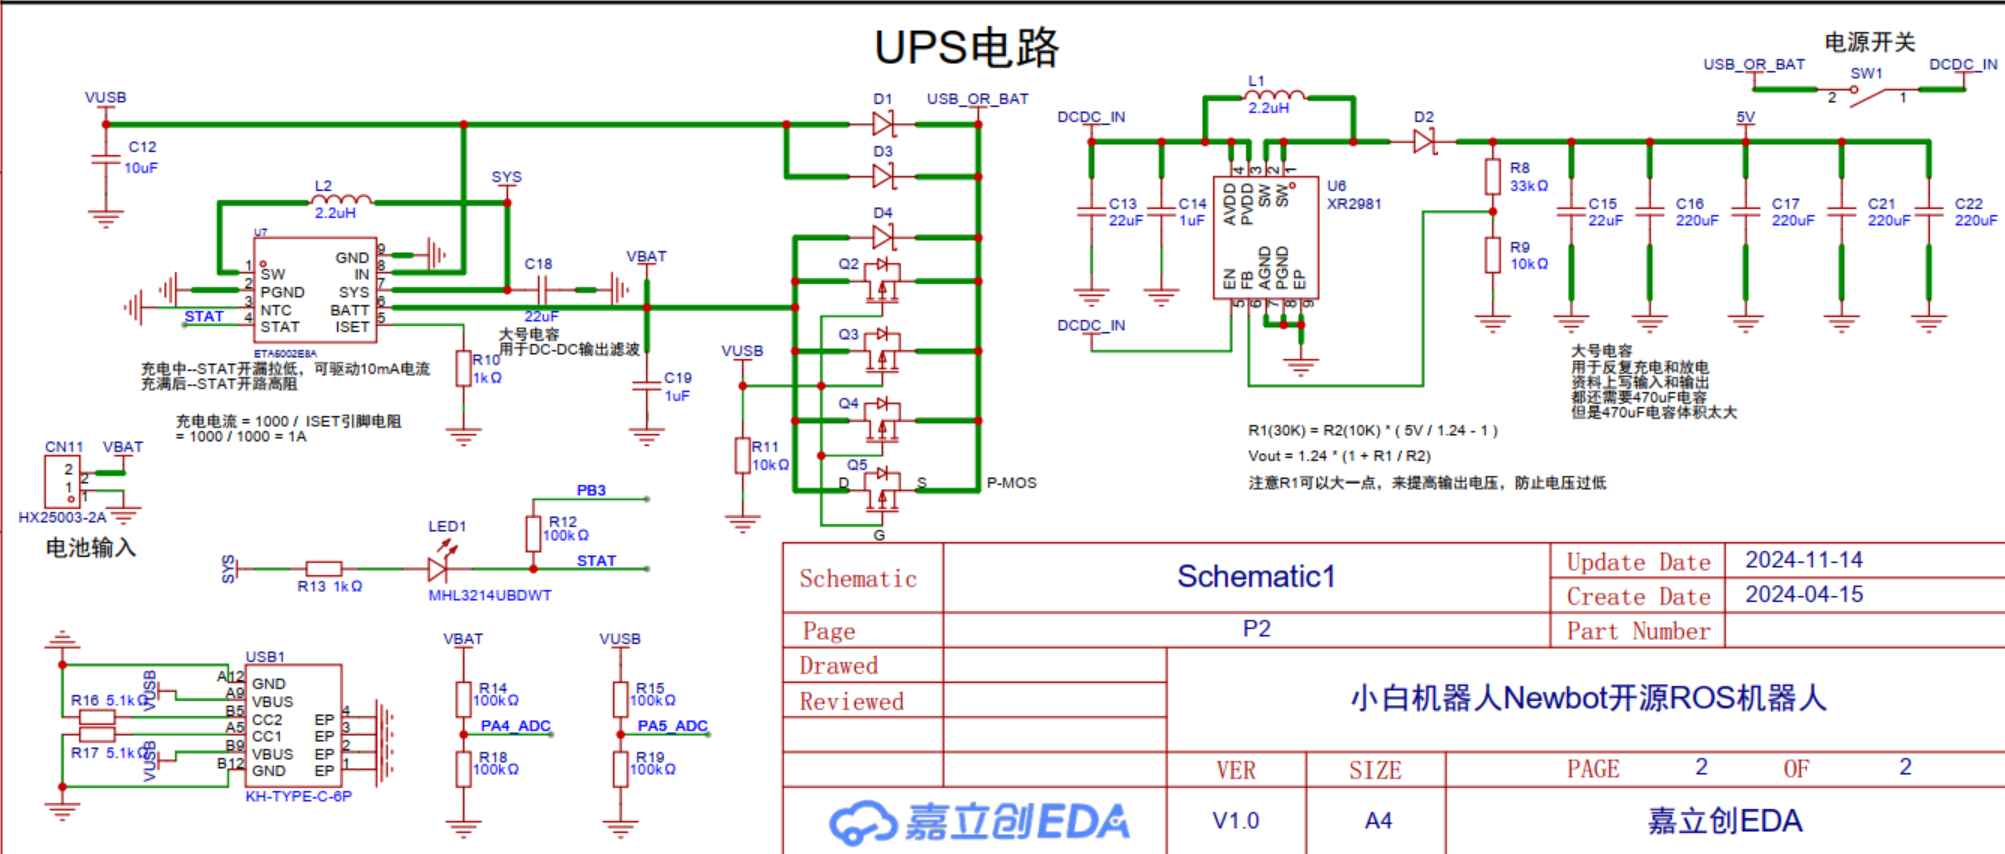 UPS电路
电源开关
USB_OR_BAT
SW1
DCDC_IN
2
1
VUSB
C12
10uF
L2
2.2uH
SYS
U7
1
SW
2
PGND
3
NTC
4
STAT
GND
9
IN
8
SYS
7
BATT
6
ISET
5
STAT
ETA6002E8A
充电中--STAT开漏拉低，可驱动10mA电流
充满后--STAT开路高阻
充电电流 = 1000 / ISET引脚电阻
= 1000 / 1000 = 1A
R10
1kΩ
C18
22uF
大号电容
用于DC-DC输出滤波
VBAT
C19
1uF
D1
D3
D4
USB_OR_BAT
Q2
Q3
Q4
Q5
D
S
G
P-MOS
VUSB
R11
10kΩ
DCDC_IN
C13
22uF
C14
1uF
L1
2.2uH
4
3
2
1
AVDD
PVDD
SW
SW
EN
FB
AGND
PGND
EP
5
6
7
8
9
U6
XR2981
DCDC_IN
D2
R8
33kΩ
R9
10kΩ
5V
C15
22uF
C16
220uF
C17
220uF
C21
220uF
C22
220uF
大号电容
用于反复充电和放电
资料上写输入和输出
都还需要470uF电容
但是470uF电容体积太大
R1(30K) = R2(10K) * ( 5V / 1.24 - 1 )
Vout = 1.24 * (1 + R1 / R2)
注意R1可以大一点，来提高输出电压，防止电压过低
CN11
VBAT
2
2
1
1
HX25003-2A
电池输入
SYS
R13 1kΩ
LED1
MHL3214UBDWT
PB3
R12
100kΩ
STAT
USB1
A12
GND
A9
VBUS
B5
CC2
A5
CC1
B9
VBUS
B12
GND
EP
4
EP
3
EP
2
EP
1
KH-TYPE-C-6P
R16 5.1kΩ
R17 5.1kΩ
VUSB
VUSB
VBAT
R14
100kΩ
PA4_ADC
R18
100kΩ
VUSB
R15
100kΩ
PA5_ADC
R19
100kΩ
Schematic
Schematic1
Update Date
2024-11-14
Create Date
2024-04-15
Page
P2
Part Number
Drawed
Reviewed
小白机器人Newbot开源ROS机器人
VER
SIZE
PAGE
2
OF
2
嘉立创EDA
V1.0
A4
嘉立创EDA